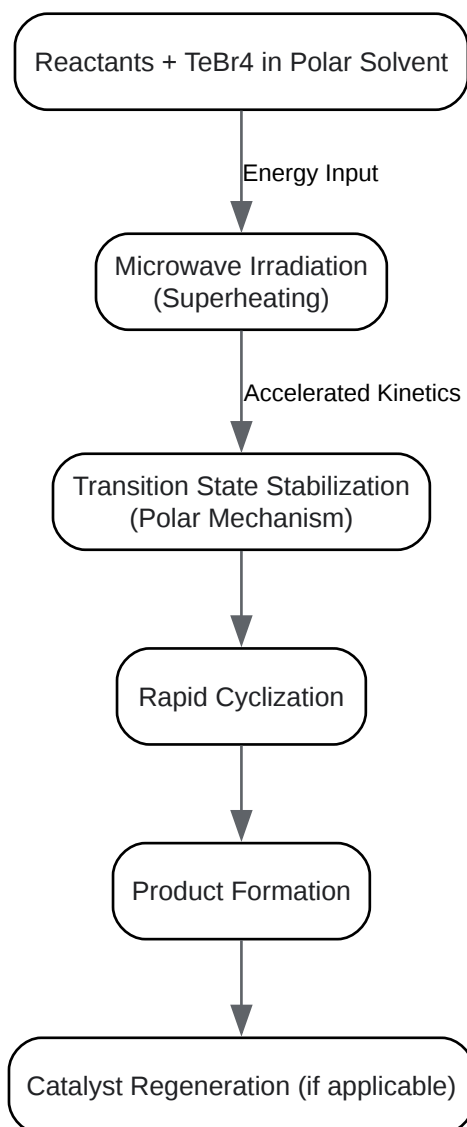 Reactants + TeBr4 in Polar Solvent
Energy Input
Microwave Irradiation
(Superheating)
Accelerated Kinetics
Transition State Stabilization
(Polar Mechanism)
Rapid Cyclization
Product Formation
Catalyst Regeneration (if applicable)